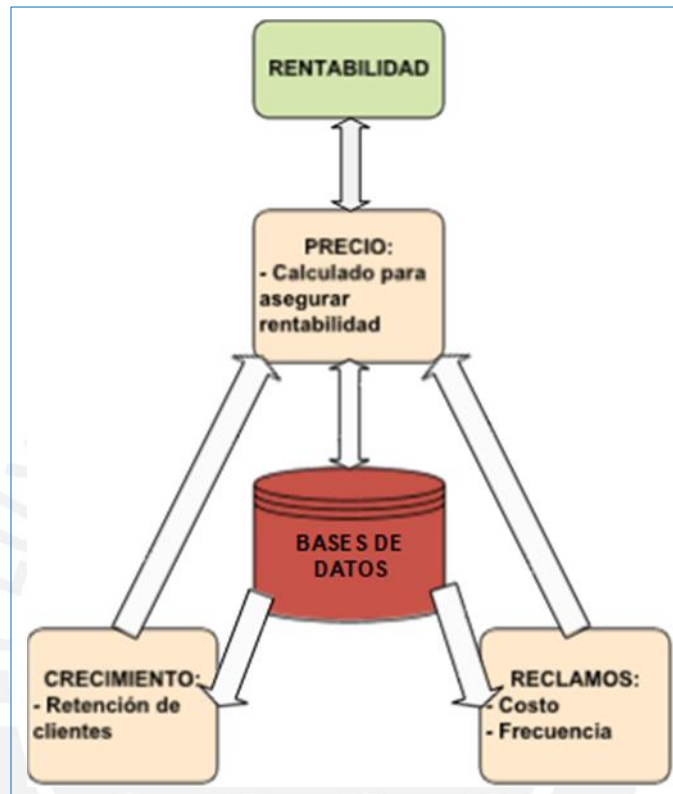 RENTABILIDAD
PRECIO:
- Calculado para
asegurar
rentabilidad
BASES DE
DATOS
CRECIMIENTO:
- Retención de
clientes
RECLAMOS:
- Costo
- Frecuencia